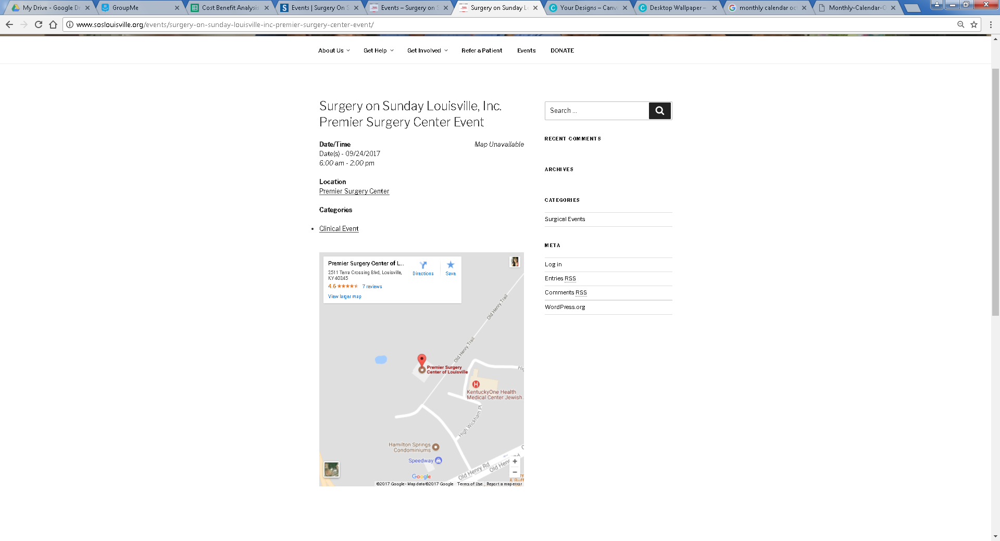 My Drive - Google Dr
GroupMe
Cost Benefit Analysis
Events | Surgery On S
Events – Surgery on S
Surgery on Sunday Lo
Your Designs – Canva
Desktop Wallpaper –
monthly calendar oct
Monthly-Calendar-O
www.soslouisville.org/events/surgery-on-sunday-louisville-inc-premier-surgery-center-event/
About Us
Get Help
Get Involved
Refer a Patient
Events
DONATE
Surgery on Sunday Louisville, Inc.
Premier Surgery Center Event
Date/Time
Map Unavailable
Date(s) - 09/24/2017
6:00 am - 2:00 pm
Location
Premier Surgery Center
Categories
Clinical Event
Premier Surgery Center of L...
2511 Terra Crossing Blvd, Louisville,
KY 40245
4.6
7 reviews
View larger map
Directions
Save
Old Henry Trail
Old Henry Trail
Premier Surgery
Center of Louisville
H
KentuckyOne Health
Medical Center Jewish...
High Wickham Pl
Hamilton Springs
Condominiums
Speedway
Old Henry Rd
Google
©2017 Google - Map data ©2017 Google
Terms of Use
Report a map error
Search ...
RECENT COMMENTS
ARCHIVES
CATEGORIES
Surgical Events
META
Log in
Entries RSS
Comments RSS
WordPress.org